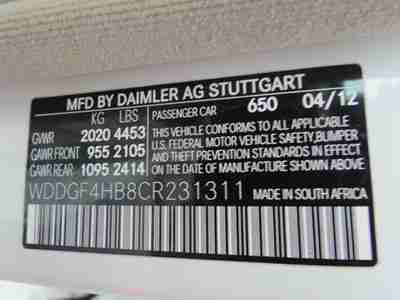 MFD BY DAIMLER AG STUTTGART
KG LBS PASSENGER CAR 650 04/12
GVWR 2020 4453 THIS VEHICLE CONFORMS TO ALL APPLICABLE
GAWR FRONT 955 2105 U.S. FEDERAL MOTOR VEHICLE SAFETY, BUMPER
GAWR REAR 1095 2414 AND THEFT PREVENTION STANDARDS IN EFFECT
ON THE DATE OF MANUFACTURE SHOWN ABOVE.
WDDGF4HB8CR231311 MADE IN SOUTH AFRICA